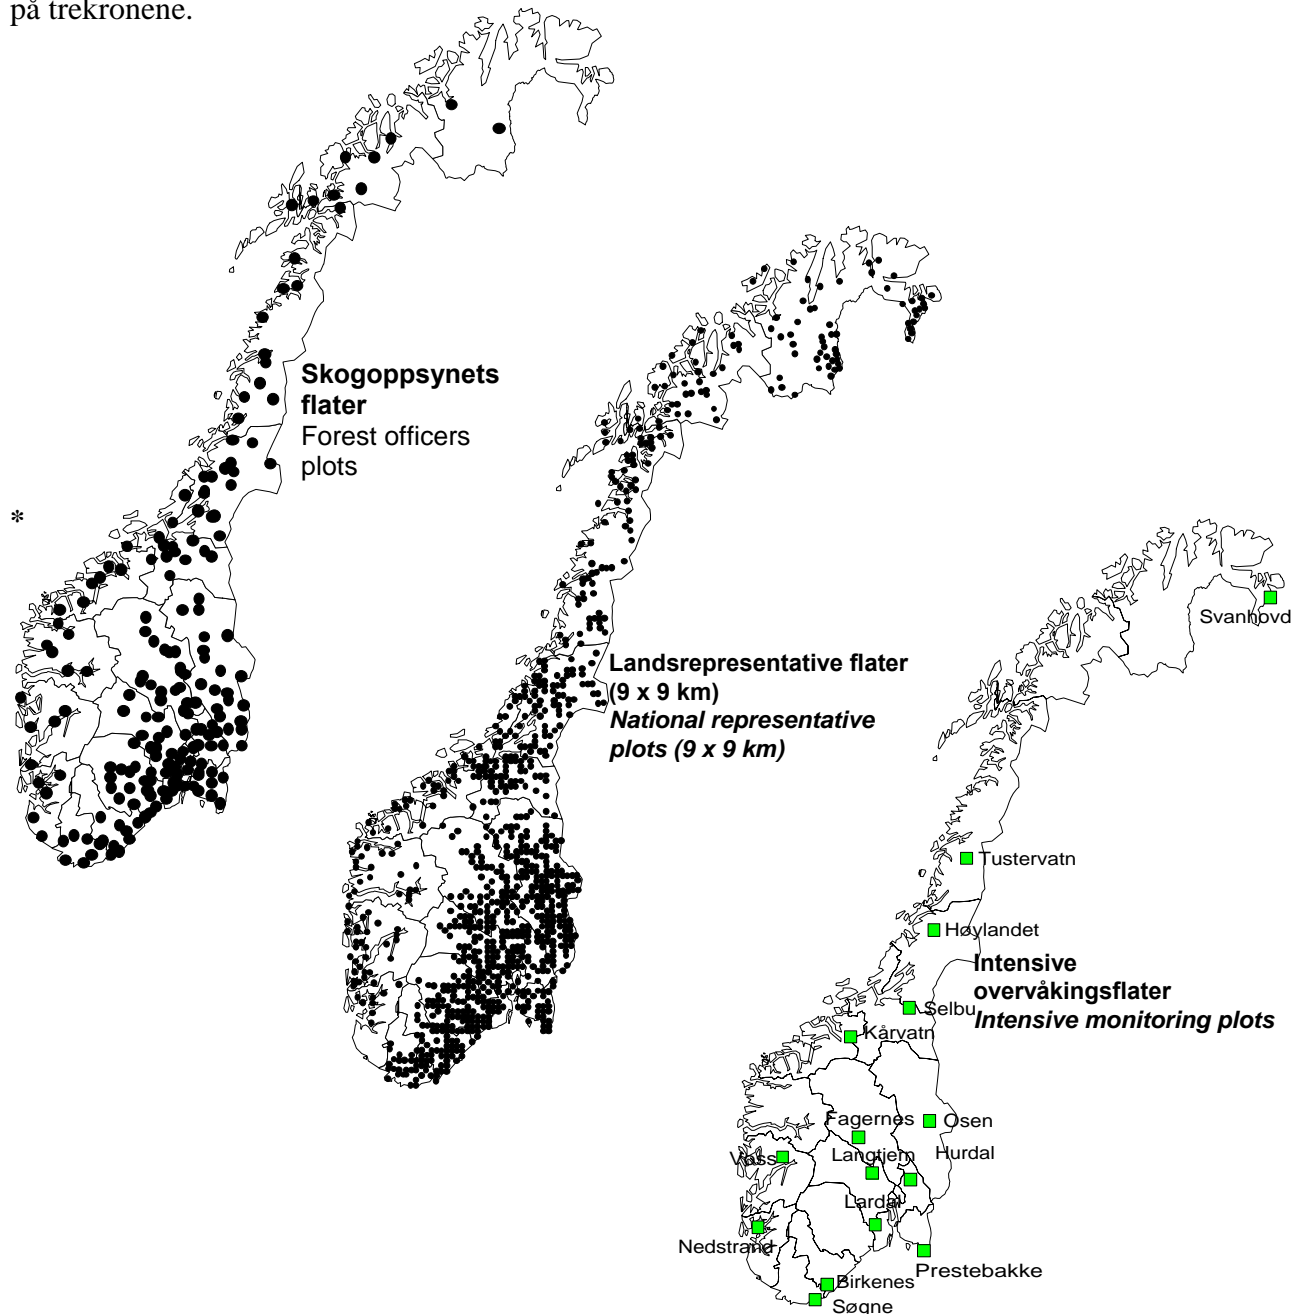 på trekronene.
Skogoppsynets
flater
Forest officers
plots
*
Landsrepresentative flater
(9 x 9 km)
National representative
plots (9 x 9 km)
Svanhovd
Tustervatn
Høylandet
Intensive
overvåkingsflater
Intensive monitoring plots
Selbu
Kårvatn
Fagernes
Osen
Voss
Langtjern
Hurdal
Lardal
Nedstrand
Prestebakke
Birkenes
Søgne